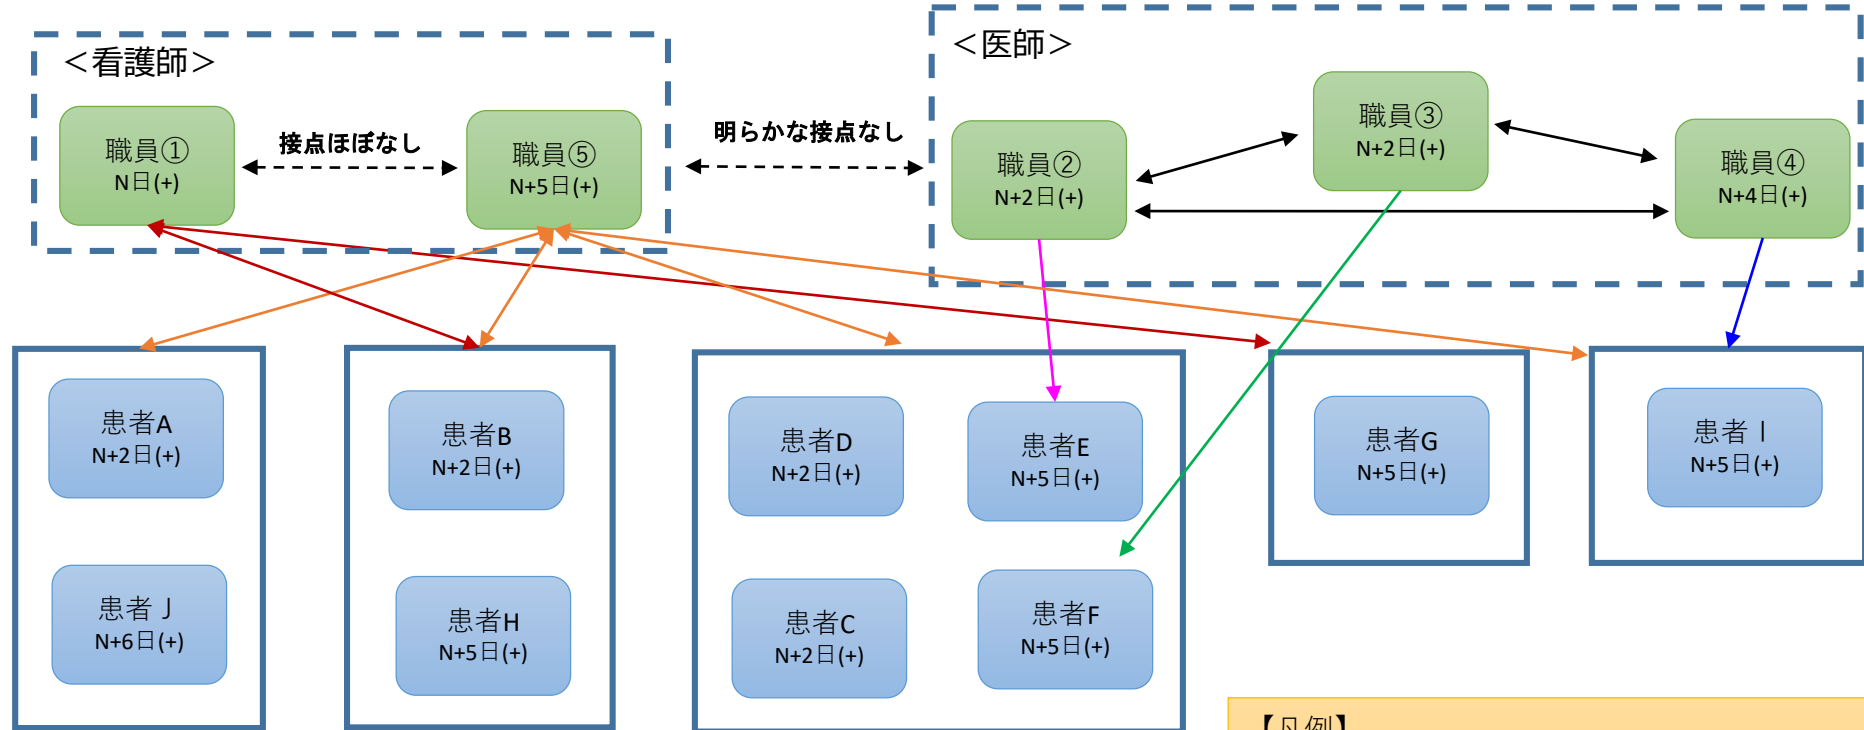 ＜看護師＞
＜医師＞
職員①
N日(+)
接点ほぼなし
職員⑤
N+5日(+)
明らかな接点なし
職員②
N+2日(+)
職員③
N+2日(+)
職員④
N+4日(+)
患者A
N+2日(+)
患者J
N+6日(+)
患者B
N+2日(+)
患者H
N+5日(+)
患者D
N+2日(+)
患者E
N+5日(+)
患者C
N+2日(+)
患者F
N+5日(+)
患者G
N+5日(+)
患者I
N+5日(+)
【凡例】